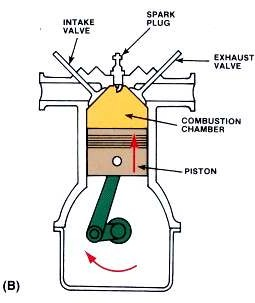 INTAKE
VALVE
SPARK
PLUG
EXHAUST
VALVE
COMBUSTION
CHAMBER
PISTON
(B)